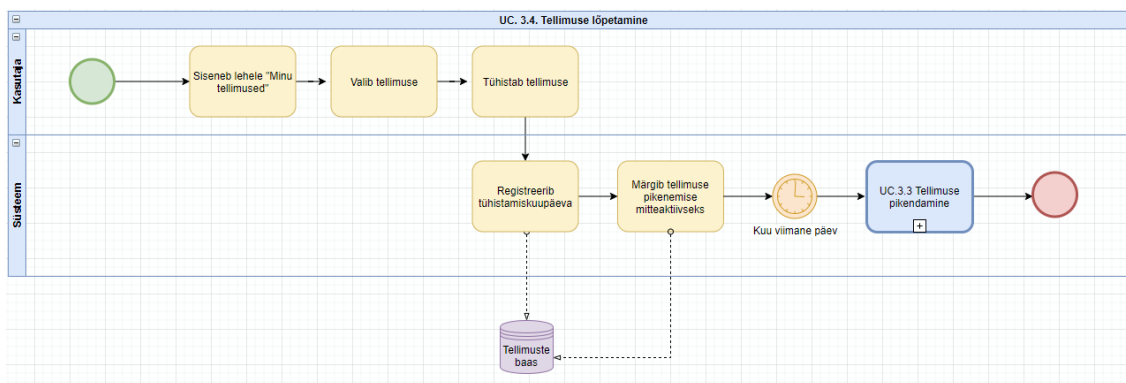 UC. 3.4. Tellimuse lõpetamine
Kasutaja
Siseneb lehele "Minu
tellimused"
Valib tellimuse
Tühistab tellimuse
Süsteem
Registreerib
tühistamiskuupäeva
Märgib tellimuse
pikenemise
mitteaktiivseks
Kuu viimane päev
UC.3.3 Tellimuse
pikendamine
Tellimuste
baas